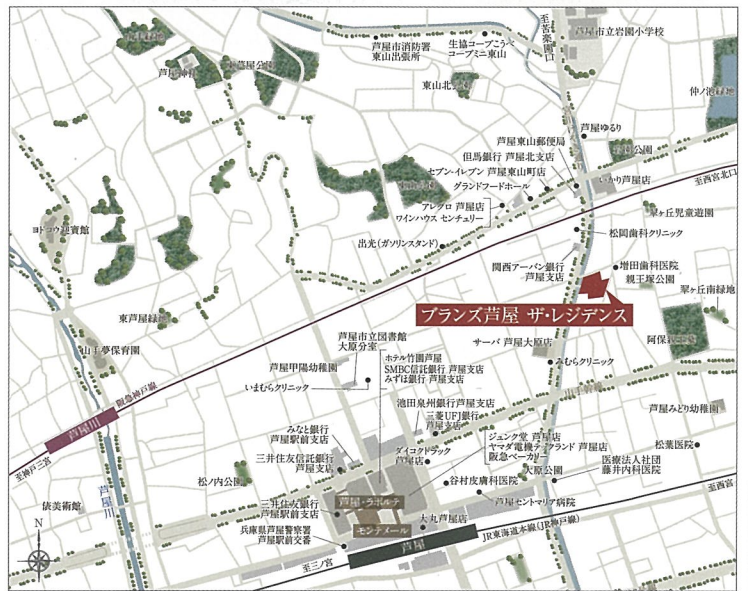 芦屋神社
芦屋公園
芦屋市消防署
東山出張所
生協コープこうべ
コープミニ東山
至苦楽園口
芦屋市立岩園小学校
仲ノ池緑地
東山北
芦屋ゆるり
公園
芦屋東山郵便局
但馬銀行 芦屋北支店
セブン-イレブン 芦屋東山町店
グランドフードホール
いかり芦屋店
至西宮北口
アレグロ 芦屋店
ワインハウス センチュリー
翠ヶ丘児童遊園
ヨドコウ迎賓館
出光(ガソリンスタンド)
松岡歯科クリニック
関西アーバン銀行
芦屋支店
増田歯科医院
親王塚公園
翠ヶ丘南緑地
ブランズ芦屋 ザ・レジデンス
東芦屋緑地
山手夢保育園
芦屋市立図書館
大原分室
サーバ 芦屋大原店
ホテル竹園芦屋
SMBC信託銀行 芦屋支店
みずほ銀行 芦屋支店
芦屋甲陽幼稚園
いまむらクリニック
みむらクリニック
阪急神戸線
池田泉州銀行芦屋支店
三菱UFJ銀行
芦屋支店
芦屋みどり幼稚園
芦屋川
みなと銀行
芦屋駅前支店
ダイコクドラッグ
芦屋店
ジュンク堂 芦屋店
ヤマダ電機テックランド 芦屋店
阪急ベーカリー
松葉医院
至神戸三宮
三井住友信託銀行
芦屋支店
大原公園
医療法人社団
藤井内科医院
松ノ内公園
谷村皮膚科医院
芦屋川
俵美術館
三井住友銀行
芦屋駅前支店
芦屋・ラポルテ
芦屋セントマリア病院
至西宮
モンテメール
大丸芦屋店
N
兵庫県芦屋警察署
芦屋駅前交番
芦屋
JR東海道本線(JR神戸線)
至三ノ宮